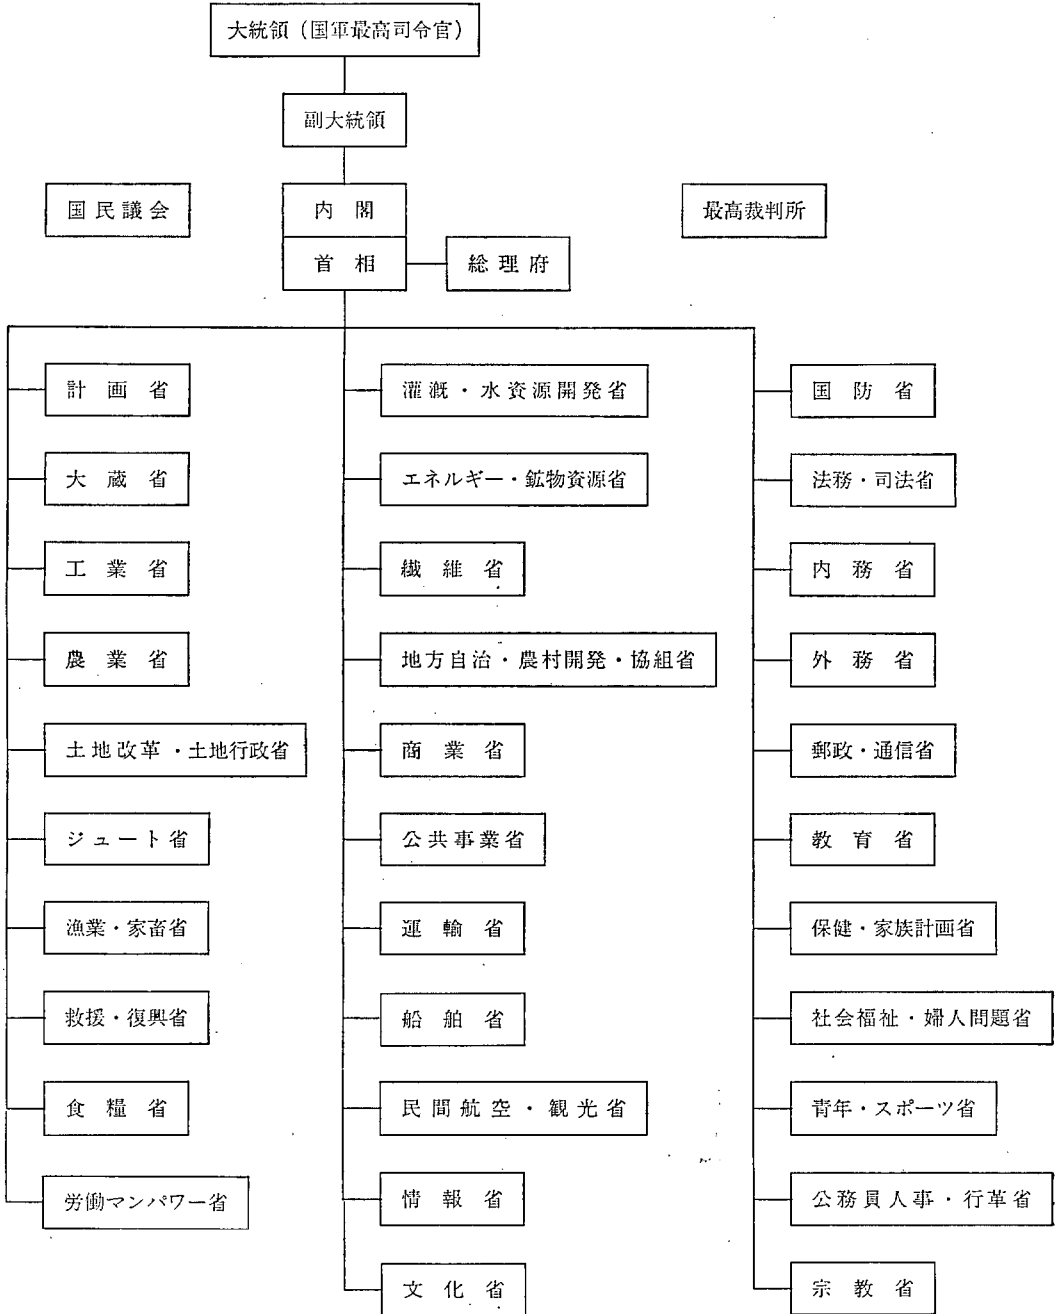 大統領（国軍最高司令官）
副大統領
国民議会
内閣
最高裁判所
首相
総理府
計画省
大蔵省
工業省
農業省
土地改革・土地行政省
ジュート省
漁業・家畜省
救援・復興省
食糧省
労働マンパワー省
灌漑・水資源開発省
エネルギー・鉱物資源省
繊維省
地方自治・農村開発・協組省
商業省
公共事業省
運輸省
船舶省
民間航空・観光省
情報省
文化省
国防省
法務・司法省
内務省
外務省
郵政・通信省
教育省
保健・家族計画省
社会福祉・婦人問題省
青年・スポーツ省
公務員人事・行革省
宗教省